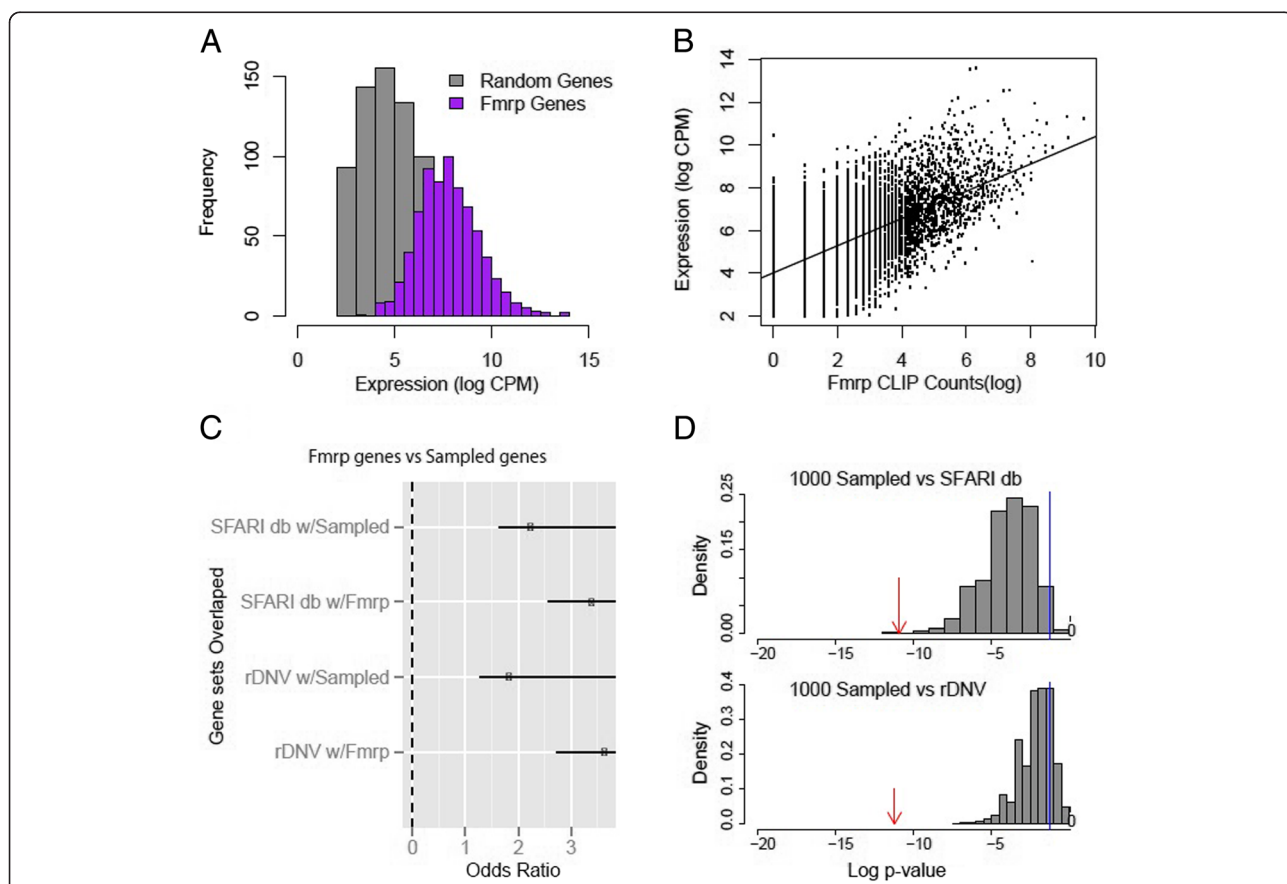 A
150
100
50
0
Frequency
Random Genes
Fmrp Genes
0 5 10 15
Expression (log CPM)
B
14
12
10
8
6
4
2
Expression (log CPM)
0 2 4 6 8 10
Fmrp CLIP Counts(log)
C
Fmrp genes vs Sampled genes
Gene sets Overlaped
SFARI db w/Sampled
SFARI db w/Fmrp
rDNV w/Sampled
rDNV w/Fmrp
0 1 2 3
Odds Ratio
D
1000 Sampled vs SFARI db
Density
0.25
0.15
0.00
−20 −15 −10 −5 0
1000 Sampled vs rDNV
Density
0.4
0.3
0.2
0.1
0.0
−20 −15 −10 −5 0
Log p-value